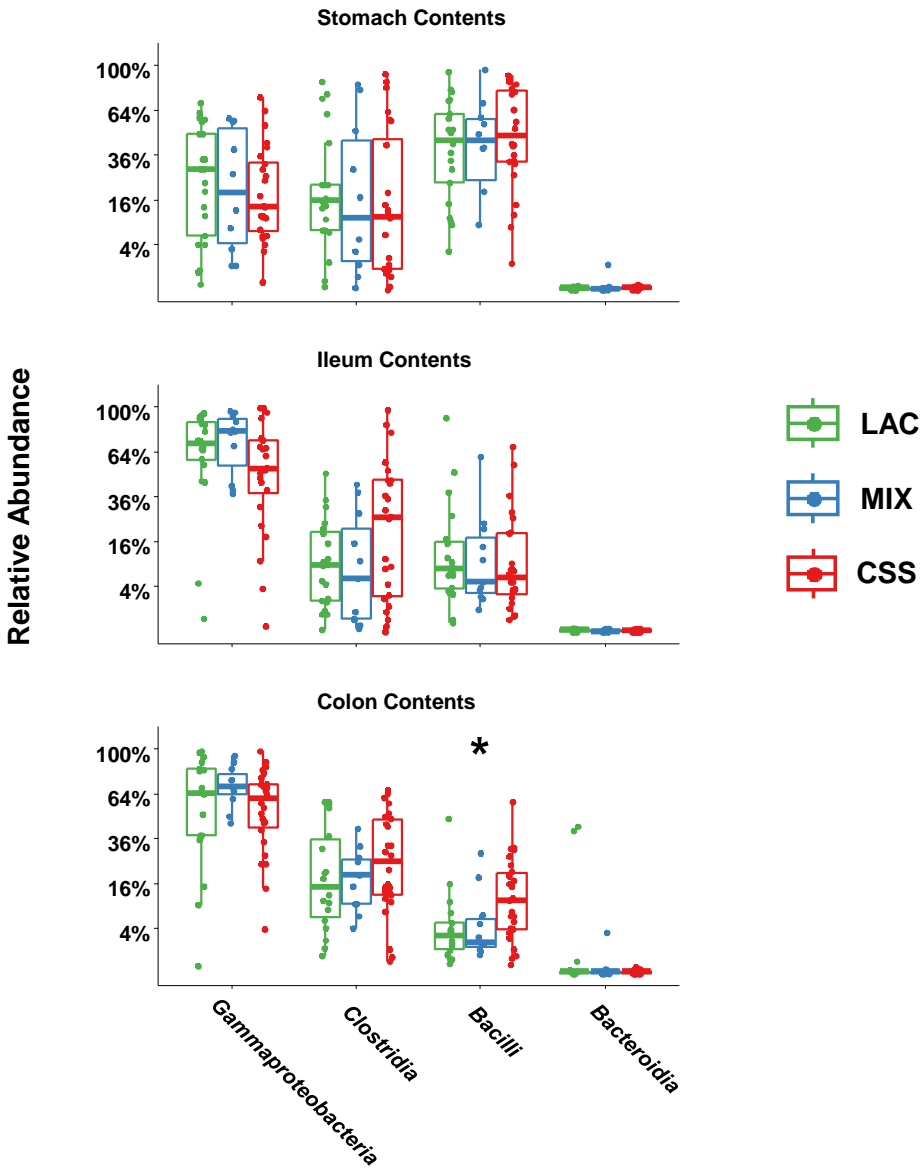 Stomach Contents
100%
64%
36%
16%
4%
Ileum Contents
100%
64%
36%
16%
4%
Relative Abundance
LAC
MIX
CSS
Colon Contents
*
100%
64%
36%
16%
4%
Gammaproteobacteria
Clostridia
Bacilli
Bacteroidia